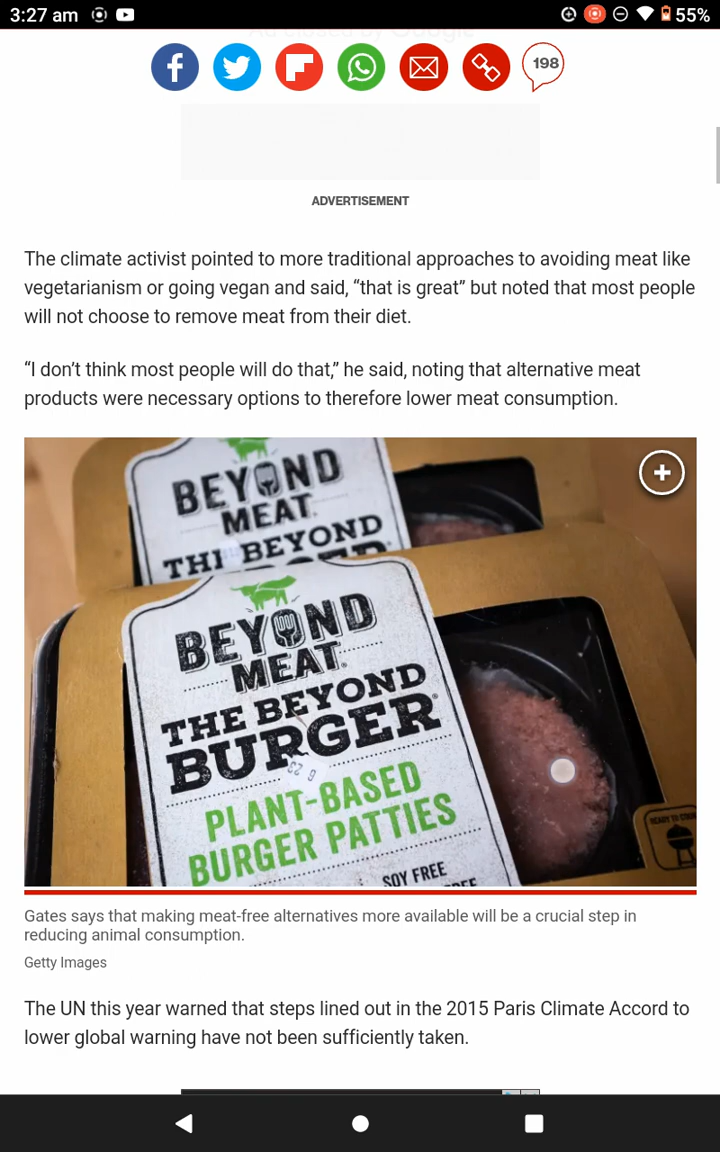 3:27 am
55%
198
ADVERTISEMENT
The climate activist pointed to more traditional approaches to avoiding meat like
vegetarianism or going vegan and said, “that is great” but noted that most people
will not choose to remove meat from their diet.
“I don’t think most people will do that,” he said, noting that alternative meat
products were necessary options to therefore lower meat consumption.
BEYOND
MEAT
THE BEYOND
BEYOND
MEAT
THE BEYOND
BURGER
PLANT-BASED
BURGER PATTIES
SOY FREE
READY TO COOK
Gates says that making meat-free alternatives more available will be a crucial step in
reducing animal consumption.
Getty Images
The UN this year warned that steps lined out in the 2015 Paris Climate Accord to
lower global warning have not been sufficiently taken.